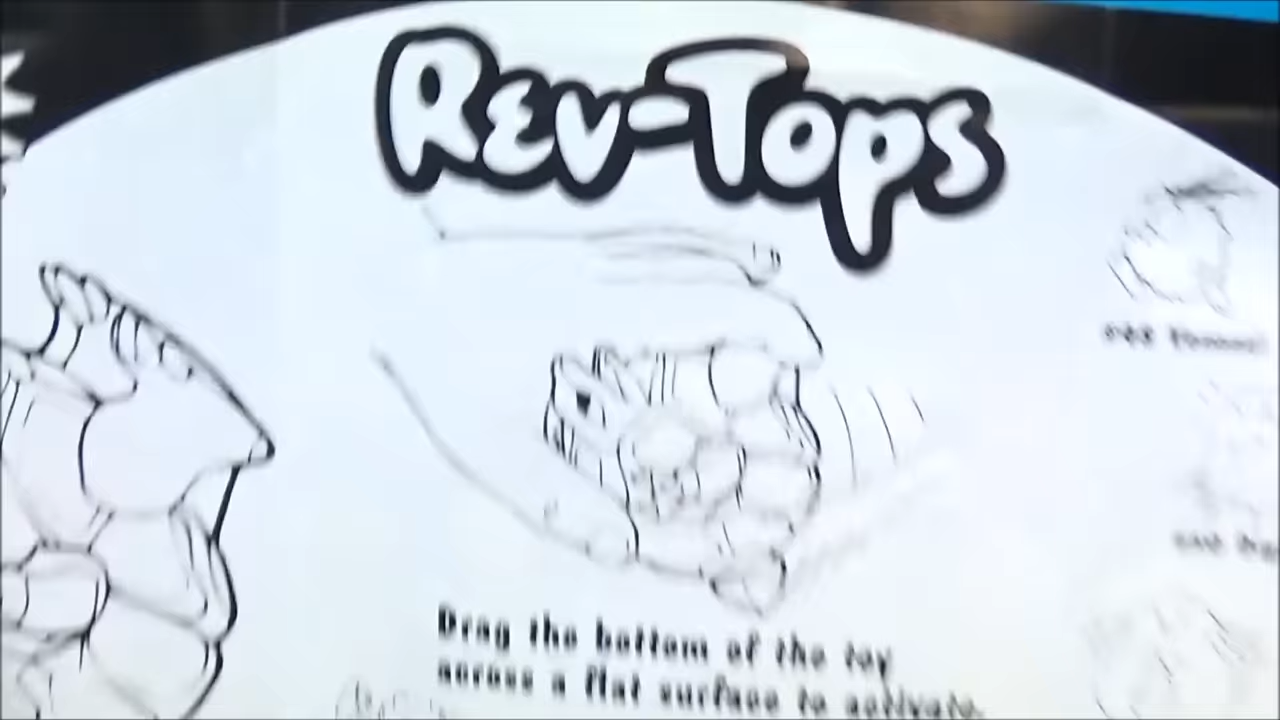 Rev-Tops
Drag the bottom of the toy
across a flat surface to activate.